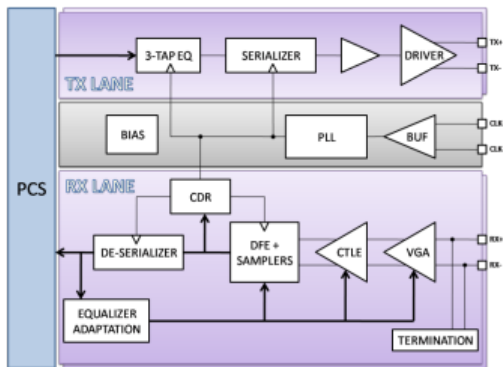 3-TAP EQ
SERIALIZER
DRIVER
TX+
TX-
TX LANE
BIAS
PLL
BUF
CLK
CLK
PCS
RX LANE
CDR
DE-SERIALIZER
DFE +
SAMPLERS
CTLE
VGA
RX+
RX-
EQUALIZER
ADAPTATION
TERMINATION